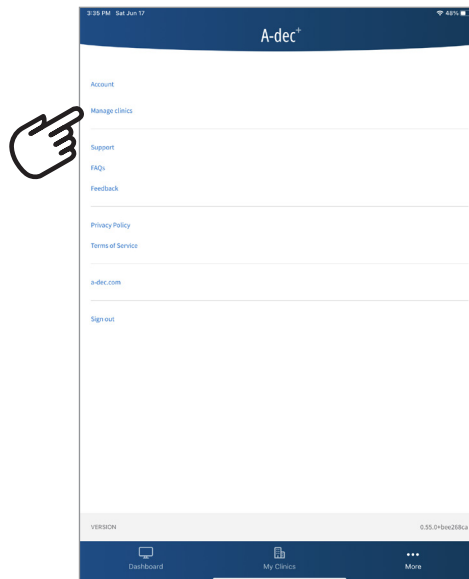 3:35 PM Sat Jun 17 48%
A-dec+
Account
Manage clinics
Support
FAQs
Feedback
Privacy Policy
Terms of Service
a-dec.com
Sign out
VERSION 0.55.0+bee268ca
Dashboard My Clinics More